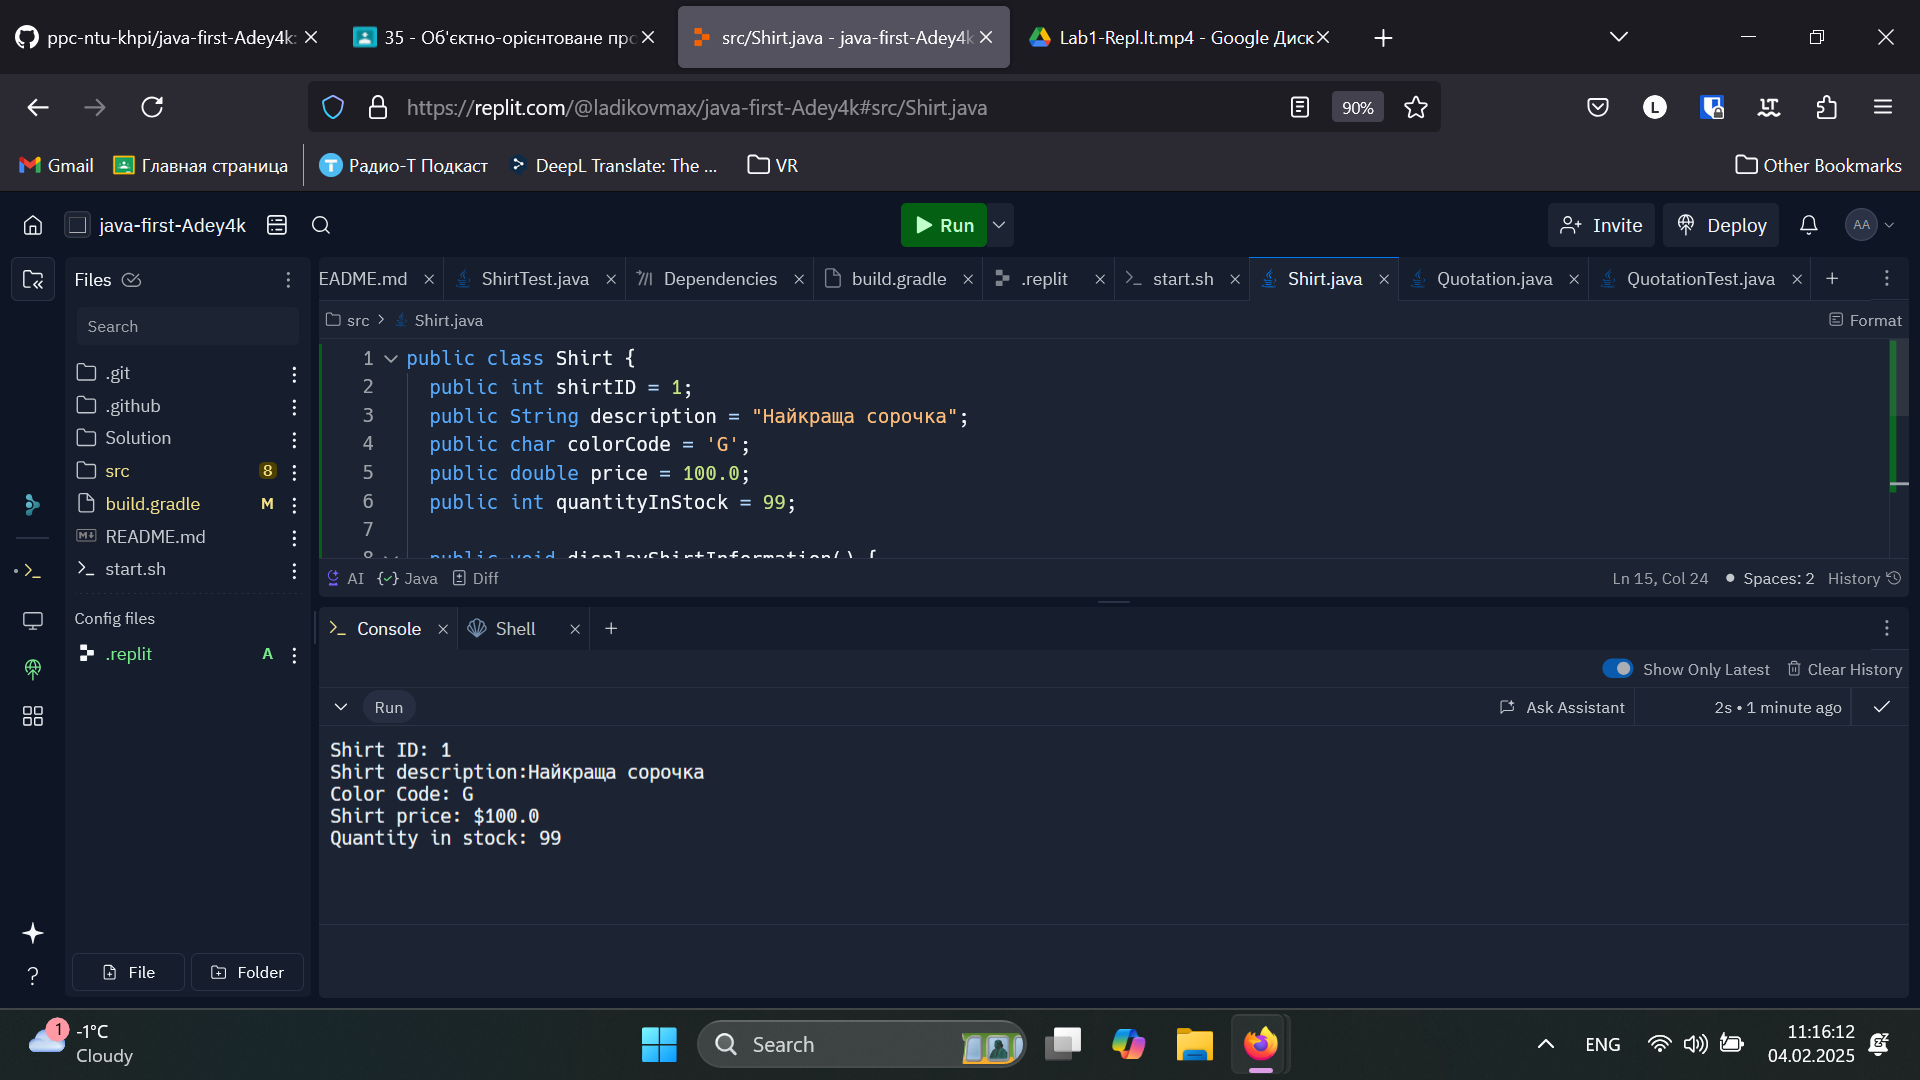 ppc-ntu-khpi/java-first-Adey4k:
35 - Об'єктно-орієнтоване про
src/Shirt.java - java-first-Adey4k
Lab1-Repl.It.mp4 - Google Диск
https://replit.com/@ladikovmax/java-first-Adey4k#src/Shirt.java
90%
L
Gmail
Главная страница
Радио-Т Подкаст
DeepL Translate: The ...
VR
Other Bookmarks
java-first-Adey4k
Run
Invite
Deploy
AA
Files
EADME.md
ShirtTest.java
Dependencies
build.gradle
.replit
start.sh
Shirt.java
Quotation.java
QuotationTest.java
Search
src > Shirt.java
Format
.git
.github
Solution
src 8
build.gradle M
README.md
start.sh
Config files
.replit A
1 public class Shirt {
2 public int shirtID = 1;
3 public String description = "Найкраща сорочка";
4 public char colorCode = 'G';
5 public double price = 100.0;
6 public int quantityInStock = 99;
7
8 public void displayShirtInformation() {
AI
Java
Diff
Ln 15, Col 24
Spaces: 2
History
Console
Shell
Show Only Latest
Clear History
Run
Ask Assistant
2s • 1 minute ago
Shirt ID: 1
Shirt description:Найкраща сорочка
Color Code: G
Shirt price: $100.0
Quantity in stock: 99
File
Folder
1
-1°C
Cloudy
Search
ENG
11:16:12
04.02.2025